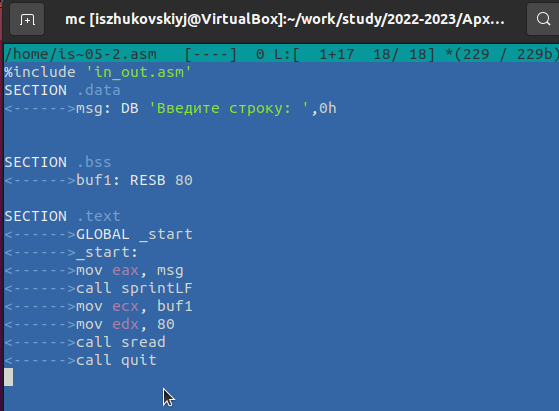 mc [iszhukovskiyj@VirtualBox]:~/work/study/2022-2023/Арх...
/home/is~05-2.asm   [----]  0 L:[  1+17  18/ 18] *(229 / 229b)
%include 'in_out.asm'
SECTION .data
<------>msg: DB 'Введите строку: ',0h
SECTION .bss
<------>buf1: RESB 80
SECTION .text
<------>GLOBAL _start
<------>_start:
<------>mov eax, msg
<------>call sprintLF
<------>mov ecx, buf1
<------>mov edx, 80
<------>call sread
<------>call quit